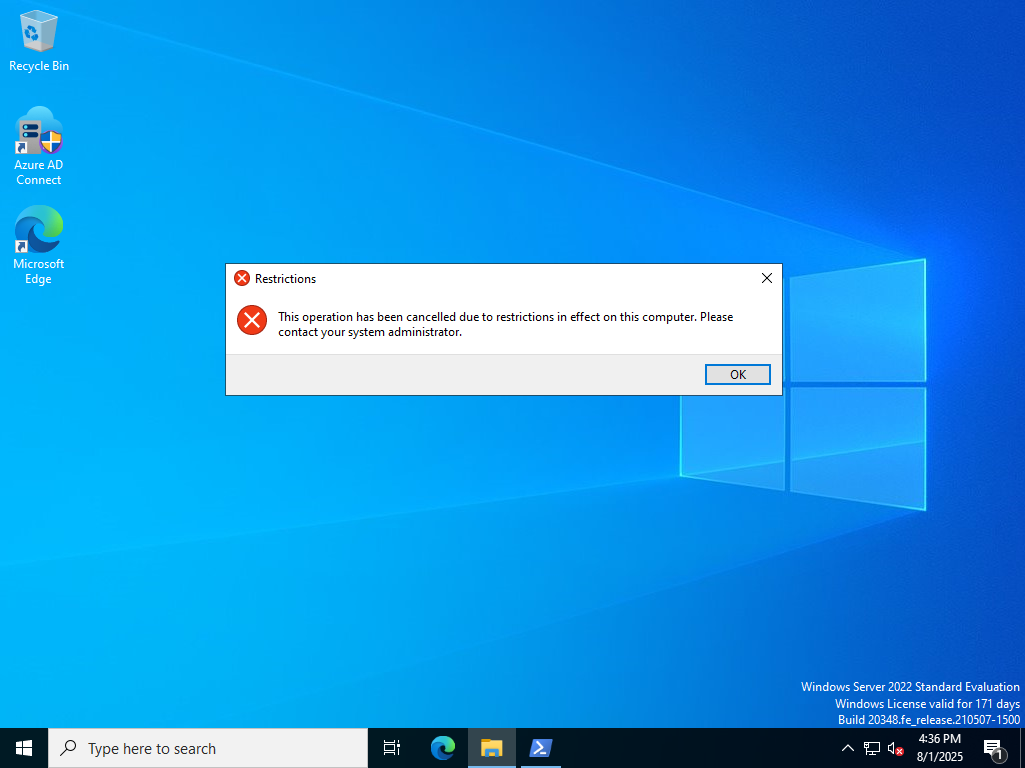 Recycle Bin
Azure AD
Connect
Microsoft
Edge
Restrictions
This operation has been cancelled due to restrictions in effect on this computer. Please
contact your system administrator.
OK
Windows Server 2022 Standard Evaluation
Windows License valid for 171 days
Build 20348.fe_release.210507-1500
Type here to search
4:36 PM
8/1/2025
1